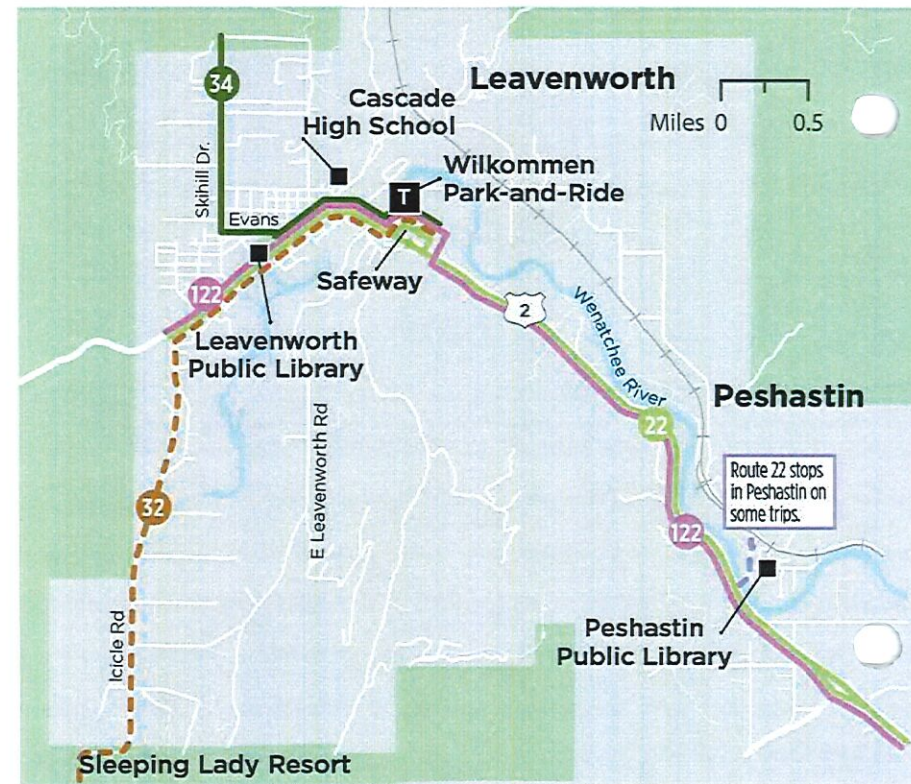 Leavenworth
34
Cascade
High School
Miles 0 0.5
Wilkommen
Park-and-Ride
T
Skihill Dr.
Evans
Safeway
122
2
Leavenworth
Public Library
Wenatchee River
Peshastin
22
E Leavenworth Rd
Route 22 stops
in Peshastin on
some trips.
32
122
Icicle Rd
Peshastin
Public Library
Sleeping Lady Resort